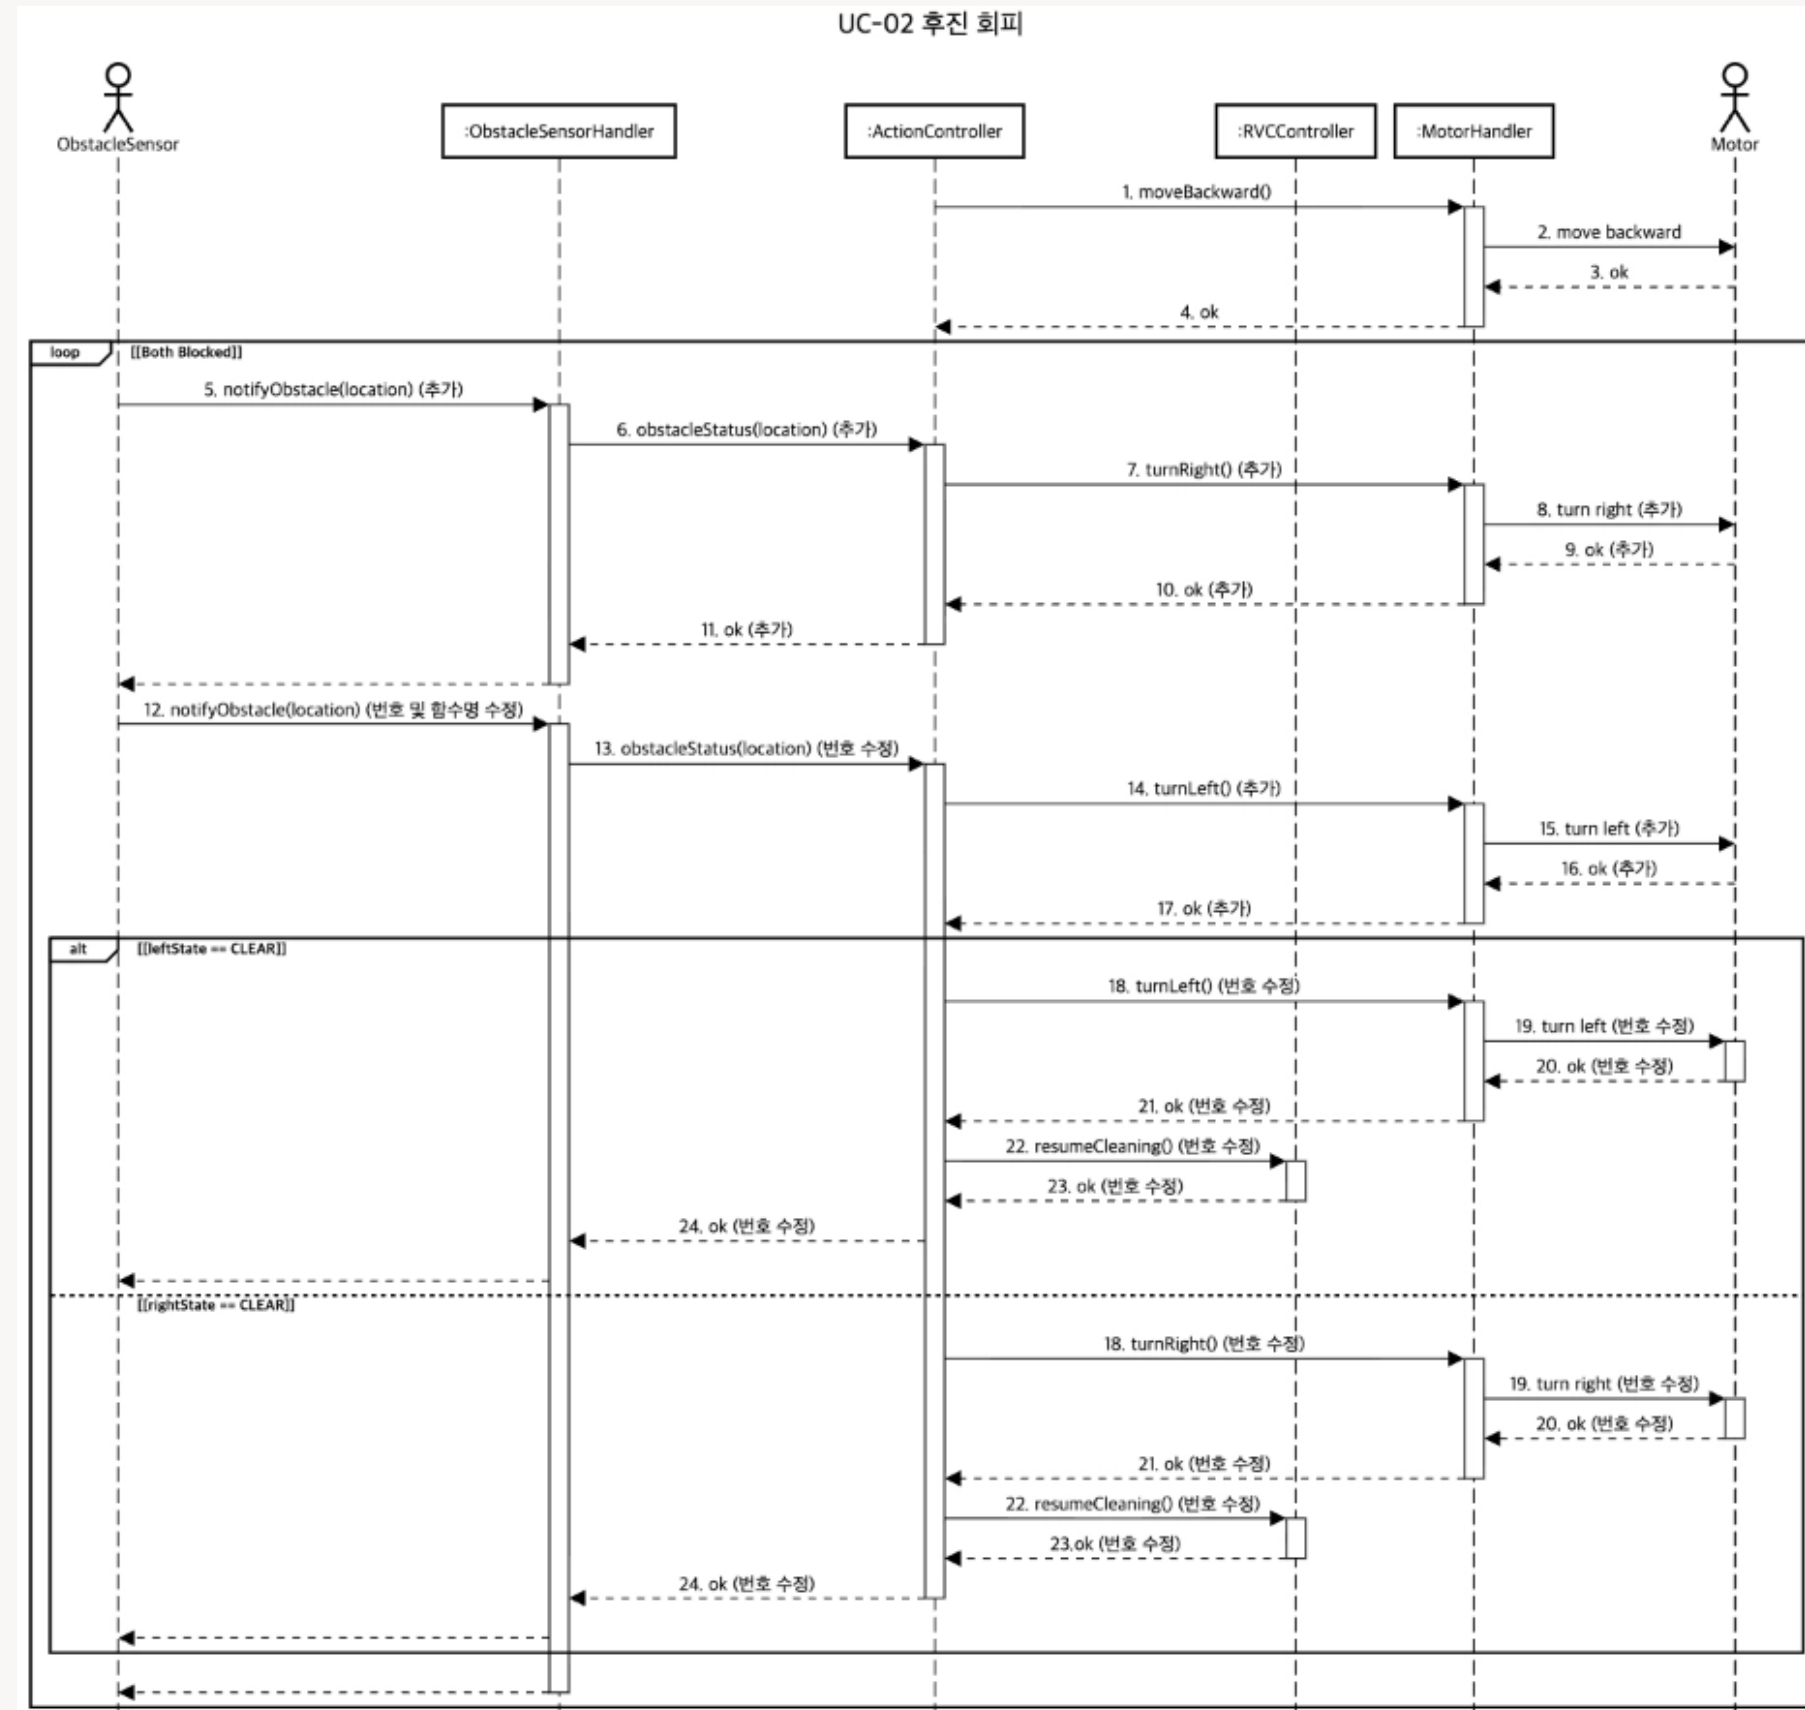 UC-02 후진 회피
ObstacleSensor
:ObstacleSensorHandler
:ActionController
:RVCController
:MotorHandler
Motor
1. moveBackward()
2. move backward
3. ok
4. ok
loop
[[Both Blocked]]
5. notifyObstacle(location) (추가)
6. obstacleStatus(location) (추가)
7. turnRight() (추가)
8. turn right (추가)
9. ok (추가)
10. ok (추가)
11. ok (추가)
12. notifyObstacle(location) (번호 및 함수명 수정)
13. obstacleStatus(location) (번호 수정)
14. turnLeft() (추가)
15. turn left (추가)
16. ok (추가)
17. ok (추가)
alt
[[leftState == CLEAR]]
18. turnLeft() (번호 수정)
19. turn left (번호 수정)
20. ok (번호 수정)
21. ok (번호 수정)
22. resumeCleaning() (번호 수정)
23. ok (번호 수정)
24. ok (번호 수정)
[[rightState == CLEAR]]
18. turnRight() (번호 수정)
19. turn right (번호 수정)
20. ok (번호 수정)
21. ok (번호 수정)
22. resumeCleaning() (번호 수정)
23.ok (번호 수정)
24. ok (번호 수정)